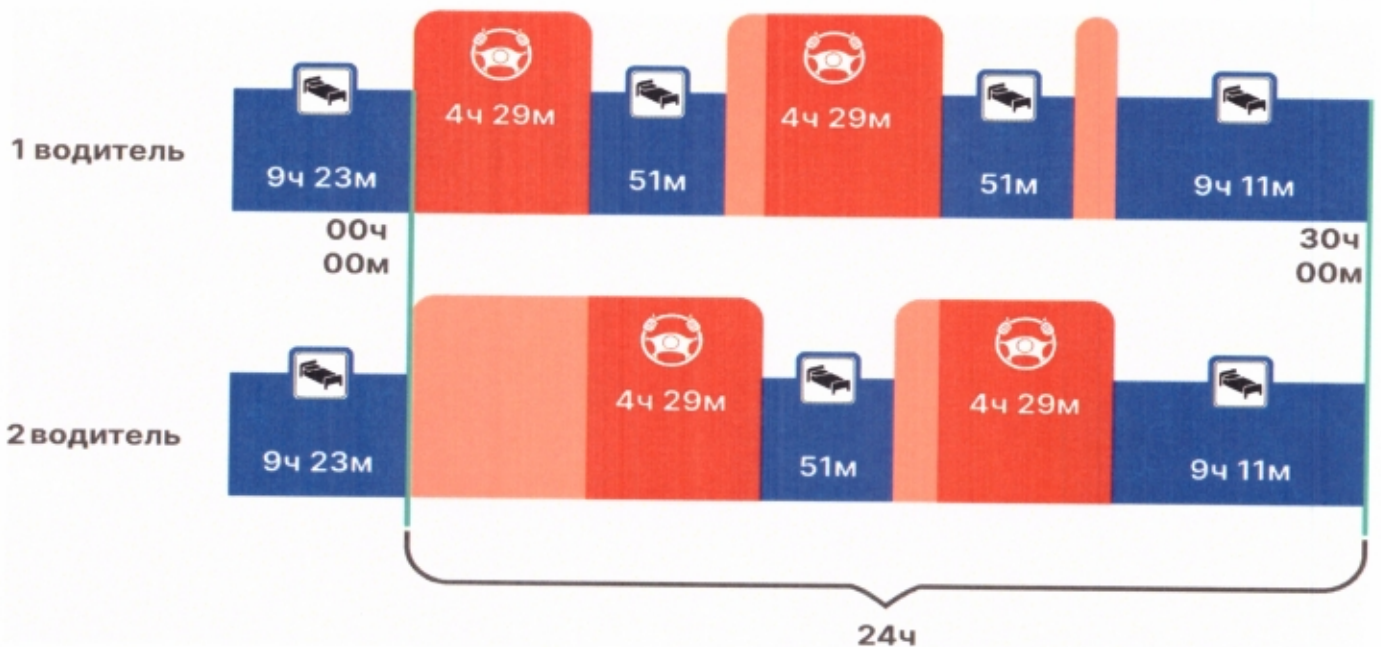 4ч 29м
4ч 29м
1 водитель
9ч 23м
51м
51м
9ч 11м
00ч
00м
30ч
00м
4ч 29м
4ч 29м
2 водитель
9ч 23м
51м
9ч 11м
24ч